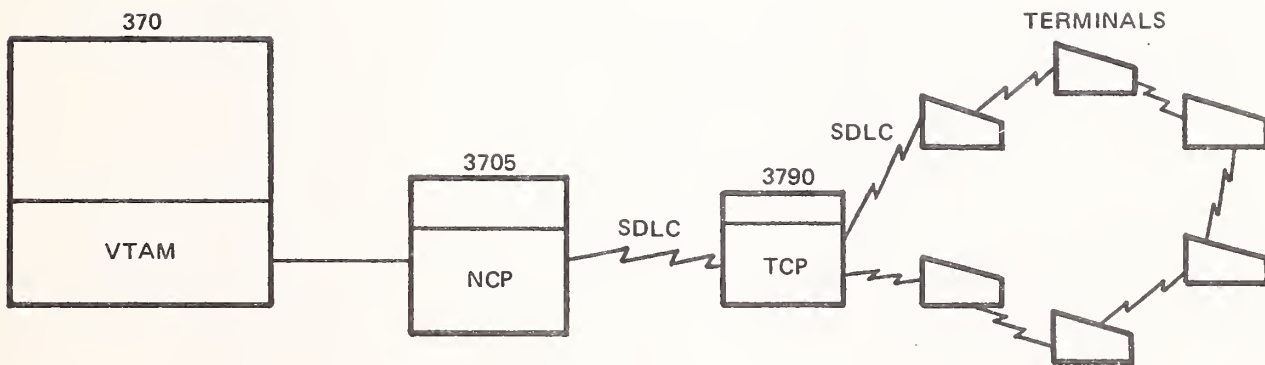 370
VTAM
3705
NCP
SDLC
3790
TCP
SDLC
TERMINALS